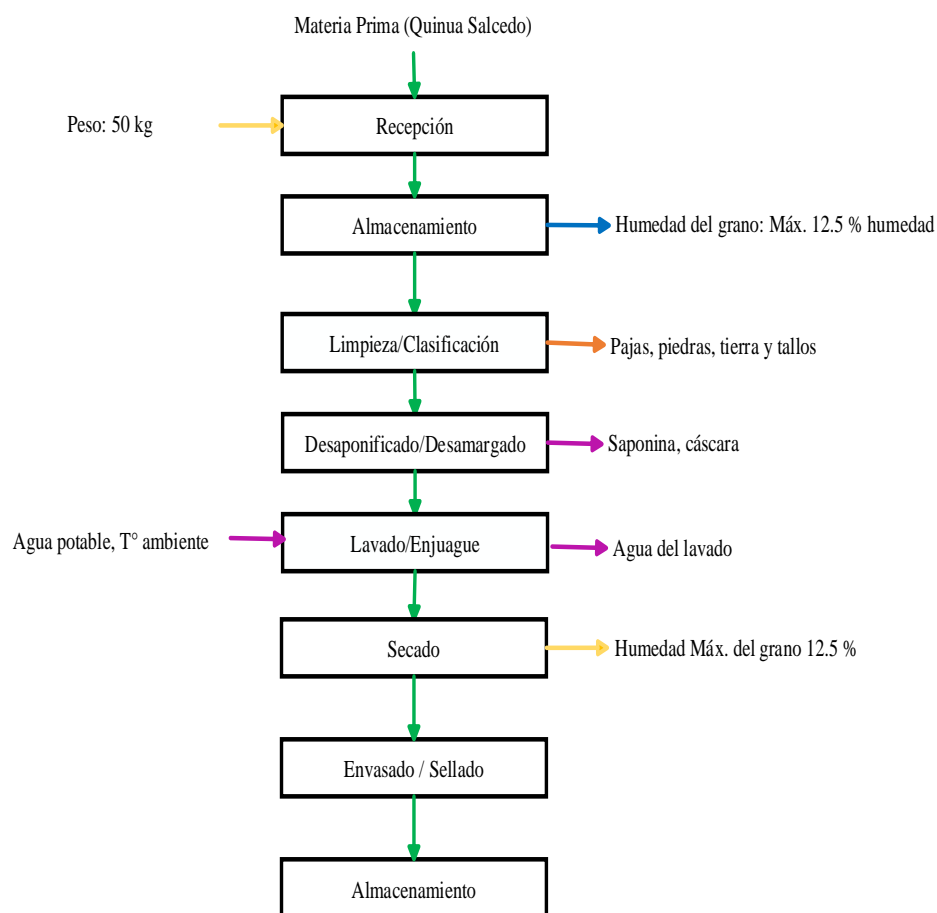 Materia Prima (Quinua Salcedo)
Peso: 50 kg
Recepción
Almacenamiento
Humedad del grano: Máx. 12.5 % humedad
Limpieza/Clasificación
Pajas, piedras, tierra y tallos
Desaponificado/Desamargado
Saponina, cáscara
Agua potable, T° ambiente
Lavado/Enjuague
Agua del lavado
Secado
Humedad Máx. del grano 12.5 %
Envasado / Sellado
Almacenamiento